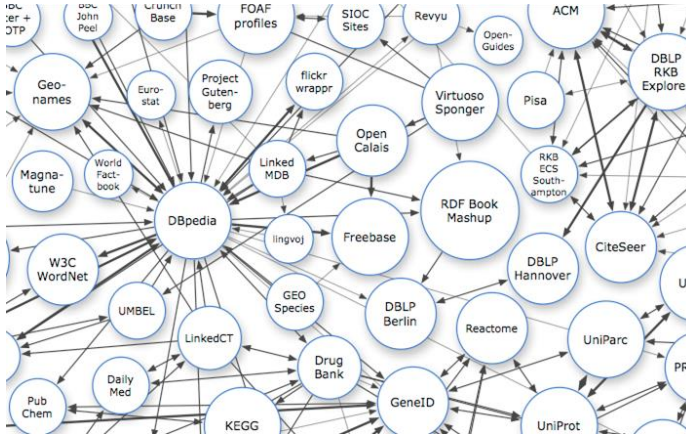 BBC
John
Peel
Crunch
Base
FOAF
profiles
SIOC
Sites
Revyu
Open-
Guides
ACM
DBLP
RKB
Explore
OTP
Geo-
names
Euro-
stat
Project
Guten-
berg
flickr
wrappr
Virtuoso
Sponger
Pisa
Open
Calais
Magna-
tune
World
Fact-
book
Linked
MDB
RKB
ECS
South-
ampton
DBpedia
lingvoj
Freebase
RDF Book
Mashup
CiteSeer
W3C
WordNet
DBLP
Hannover
UMBEL
GEO
Species
DBLP
Berlin
LinkedCT
Reactome
UniParc
Drug
Bank
Daily
Med
Pub
Chem
KEGG
GeneID
UniProt